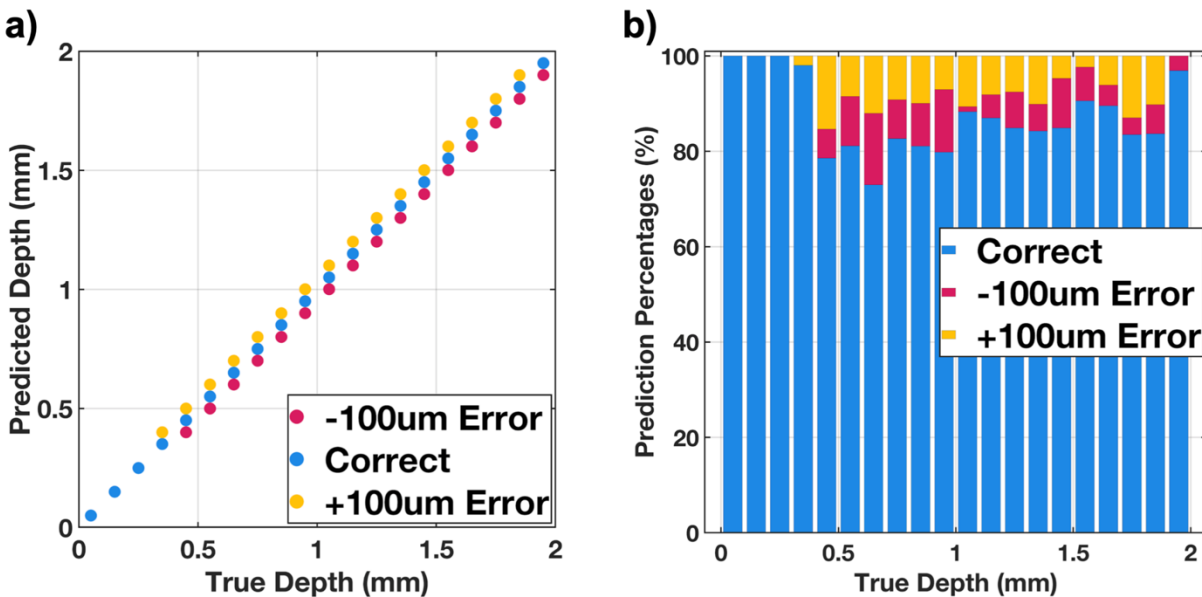 a)
2
1.5
1
0.5
0
Predicted Depth (mm)
-100um Error
Correct
+100um Error
0
0.5
1
1.5
2
True Depth (mm)
b)
100
80
60
40
20
0
Prediction Percentages (%)
Correct
-100um Error
+100um Error
0
0.5
1
1.5
2
True Depth (mm)